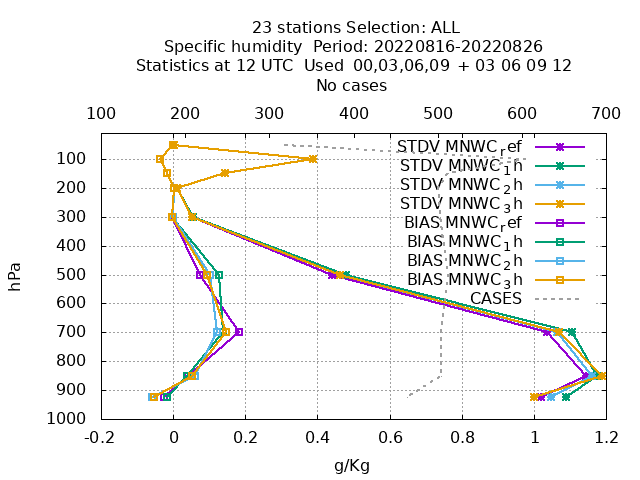 23 stations Selection: ALL
Specific humidity  Period: 20220816-20220826
Statistics at 12 UTC  Used  00,03,06,09 + 03 06 09 12
No cases
100 200 300 400 500 600 700
STDV MNWC_ref
STDV MNWC_1h
STDV MNWC_2h
STDV MNWC_3h
BIAS MNWC_ref
BIAS MNWC_1h
BIAS MNWC_2h
BIAS MNWC_3h
CASES
hPa
100
200
300
400
500
600
700
800
900
1000
-0.2 0 0.2 0.4 0.6 0.8 1 1.2
g/Kg